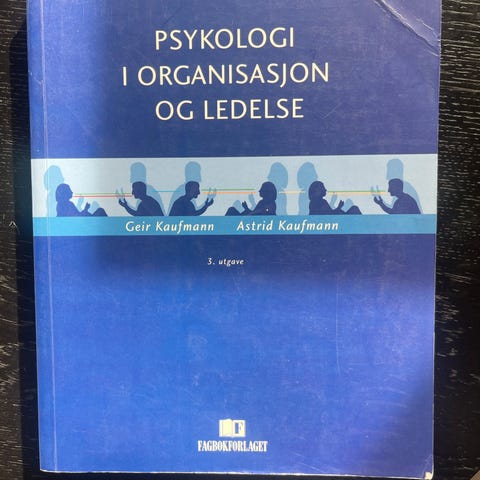 PSYKOLOGI
I ORGANISASJON
OG LEDELSE
Geir Kaufmann Astrid Kaufmann
3. utgave
F
FAGBOKFORLAGET